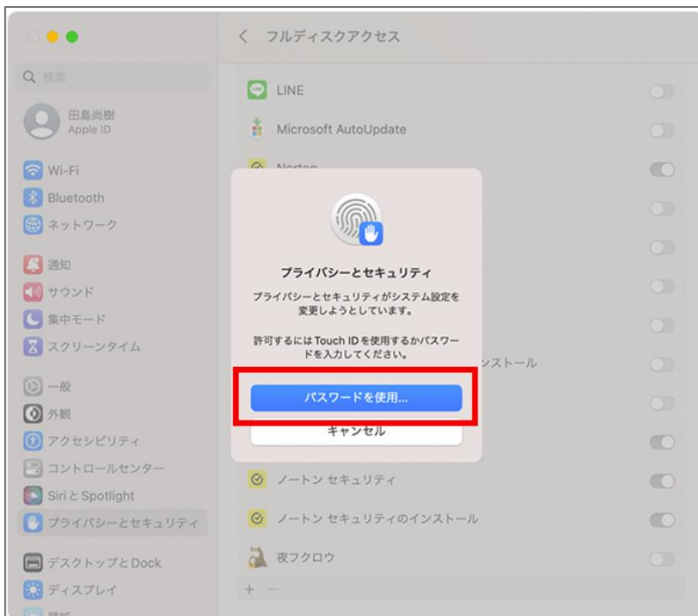 フルディスクアクセス
検索
田島尚樹
Apple ID
Wi-Fi
Bluetooth
ネットワーク
通知
サウンド
集中モード
スクリーンタイム
一般
外観
アクセシビリティ
コントロールセンター
Siri と Spotlight
プライバシーとセキュリティ
デスクトップと Dock
ディスプレイ
LINE
Microsoft AutoUpdate
Norton
プライバシーとセキュリティ
プライバシーとセキュリティがシステム設定を
変更しようとしています。
許可するには Touch ID を使用するかパスワー
ドを入力してください。
パスワードを使用...
キャンセル
ンストール
ノートン セキュリティ
ノートン セキュリティのインストール
夜フクロウ
+ −